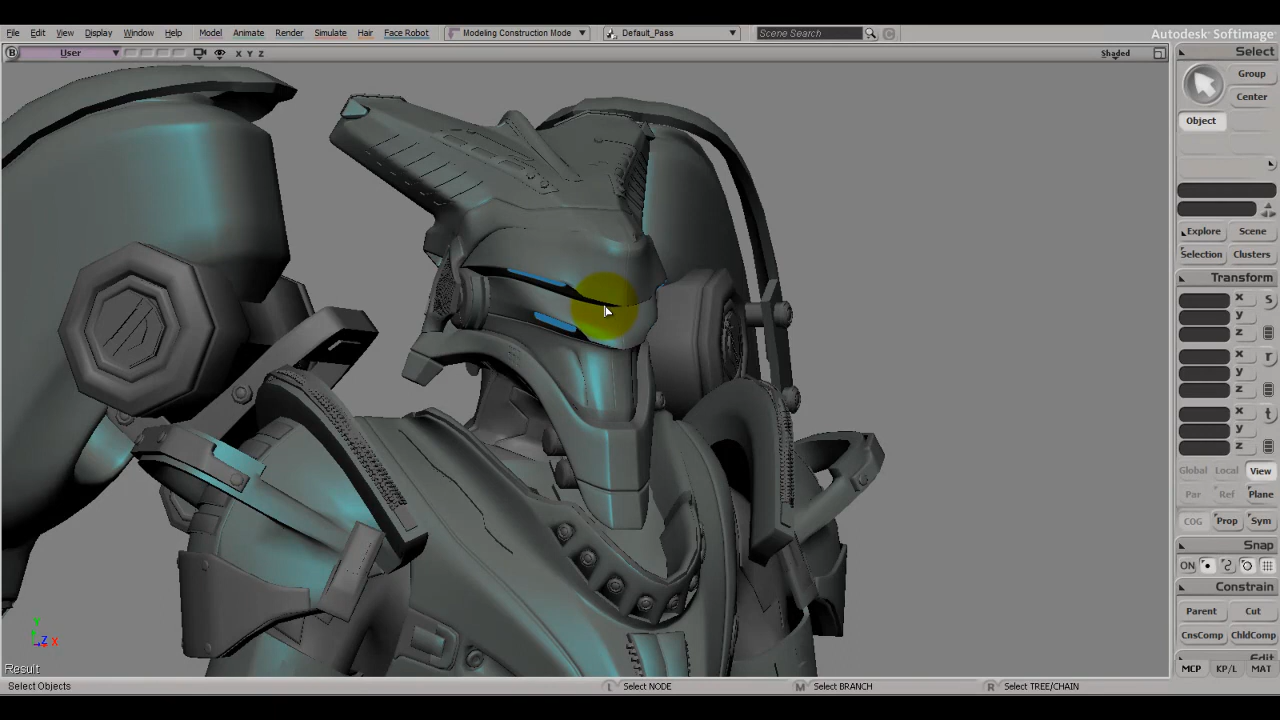 File Edit View Display Window Help Model Animate Render Simulate Hair Face Robot Modeling Construction Mode Default_Pass Scene Search C Autodesk® Softimage®
B User X Y Z Shaded Select
Group
Center
Object
Explore Scene
Selection Clusters
Transform
x s
y
z
x r
y
z
x t
y
z
Global Local View
Par Ref Plane
COG Prop Sym
Snap
ON
Constrain
Parent Cut
CnsComp ChldComp
Edit
y
z x
Result MCP KP/L MAT
Select Objects L Select NODE M Select BRANCH R Select TREE/CHAIN